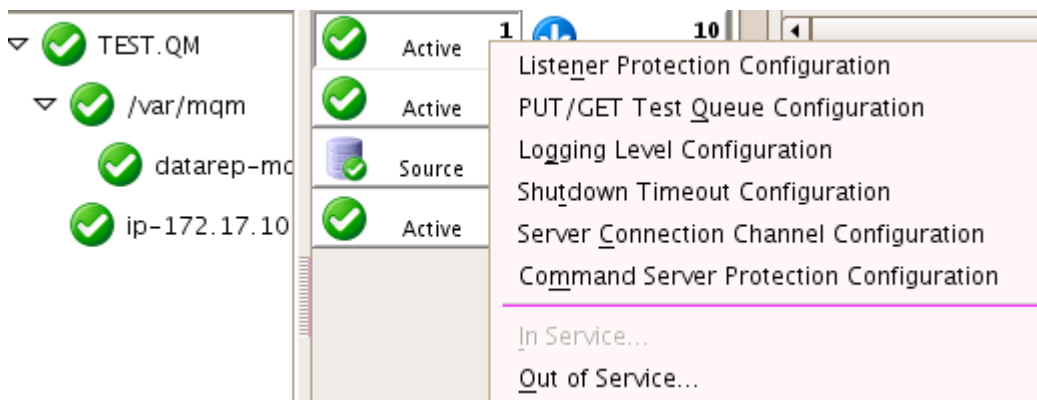 TEST.QM
/var/mqm
datarep-mq
ip-172.17.10
Active 1 10
Active
Source
Active
Listener Protection Configuration
PUT/GET Test Queue Configuration
Logging Level Configuration
Shutdown Timeout Configuration
Server Connection Channel Configuration
Command Server Protection Configuration
In Service...
Out of Service...